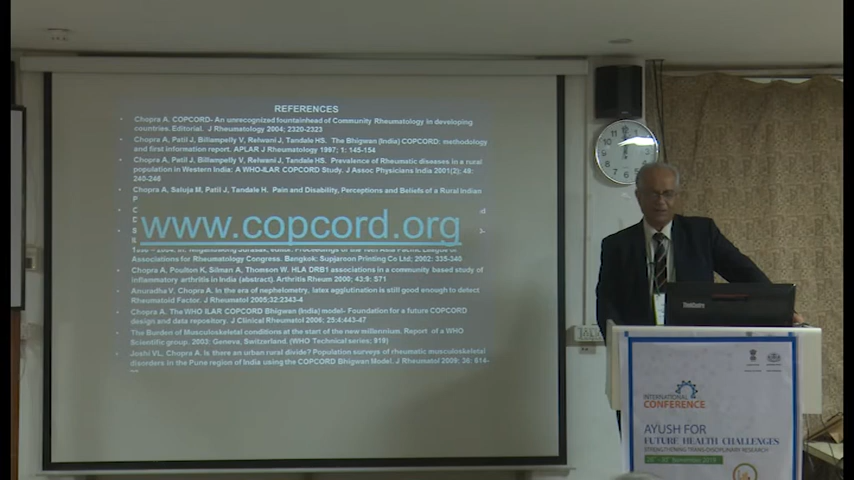 REFERENCES
Chopra A. COPCORD- An unrecognized fountainhead of Community Rheumatology in developing
countries. Editorial. J Rheumatology 2004; 2320-2323
Chopra A, Patil J, Billampelly V, Relwani J, Tandale HS. The Bhigwan (India) COPCORD: methodology
and first information report. APLAR J Rheumatology 1997; 1: 145-154
Chopra A, Patil J, Billampelly V, Relwani J, Tandale HS. Prevalence of Rheumatic diseases in a rural
population in Western India: A WHO-ILAR COPCORD Study. J Assoc Physicians India 2001(2); 49:
240-246
Chopra A, Saluja M, Patil J, Tandale H. Pain and Disability, Perceptions and Beliefs of a Rural Indian
www.copcord.org
Associations for Rheumatology Congress. Bangkok: Supjaroon Printing Co Ltd; 2002: 335-340
Chopra A, Poulton K, Silman A, Thomson W. HLA DRB1 associations in a community based study of
inflammatory arthritis in India (abstract). Arthritis Rheum 2000; 43:9: S71
Anuradha V, Chopra A. In the era of nephelometry, latex agglutination is still good enough to detect
Rheumatoid Factor. J Rheumatology 2005;32:2343-4
Chopra A. The WHO ILAR COPCORD Bhigwan (India) model- Foundation for a future COPCORD
design and data repository. J Clinical Rheumatology 2006; 25:4:443-47
The Burden of Musculoskeletal conditions at the start of the new millennium. Report of a WHO
Scientific group. 2003: Geneva, Switzerland. (WHO Technical series; 919)
Joshi VL, Chopra A. Is there an urban rural divide? Population surveys of rheumatic musculoskeletal
disorders in the Pune region of India using the COPCORD Bhigwan Model. J Rheumatol 2009; 36: 614-
ThinkCentre
INTERNATIONAL
CONFERENCE
AYUSH FOR
FUTURE HEALTH CHALLENGES
STRENGTHENING TRANS-DISCIPLINARY RESEARCH